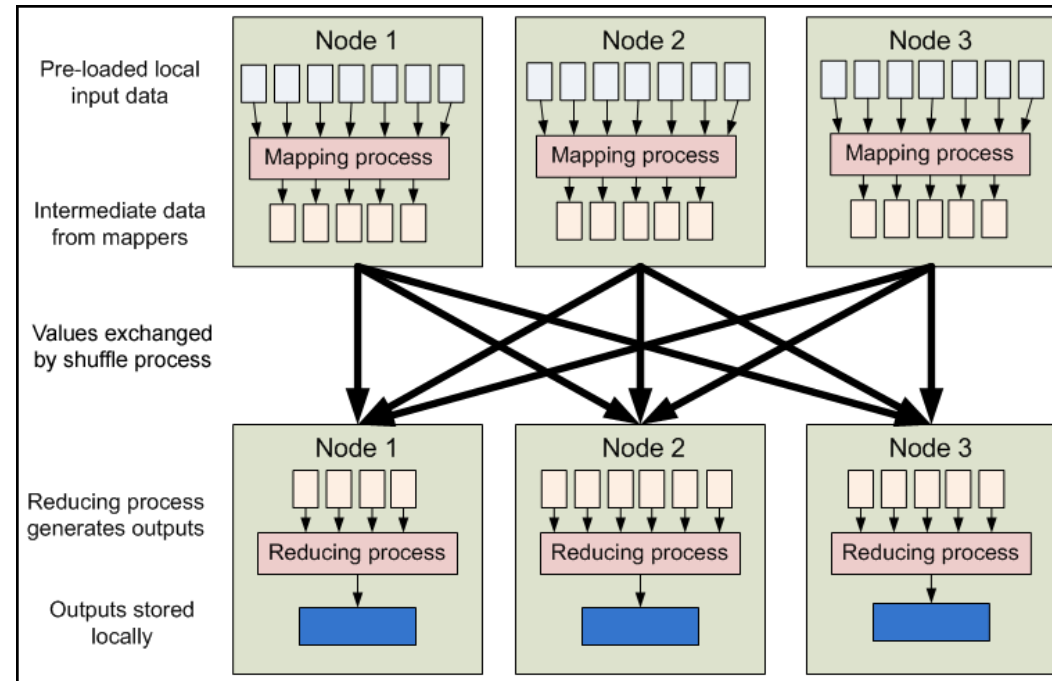 Node 1
Node 2
Node 3
Pre-loaded local
input data
Mapping process
Mapping process
Mapping process
Intermediate data
from mappers
Values exchanged
by shuffle process
Node 1
Node 2
Node 3
Reducing process
generates outputs
Reducing process
Reducing process
Reducing process
Outputs stored
locally